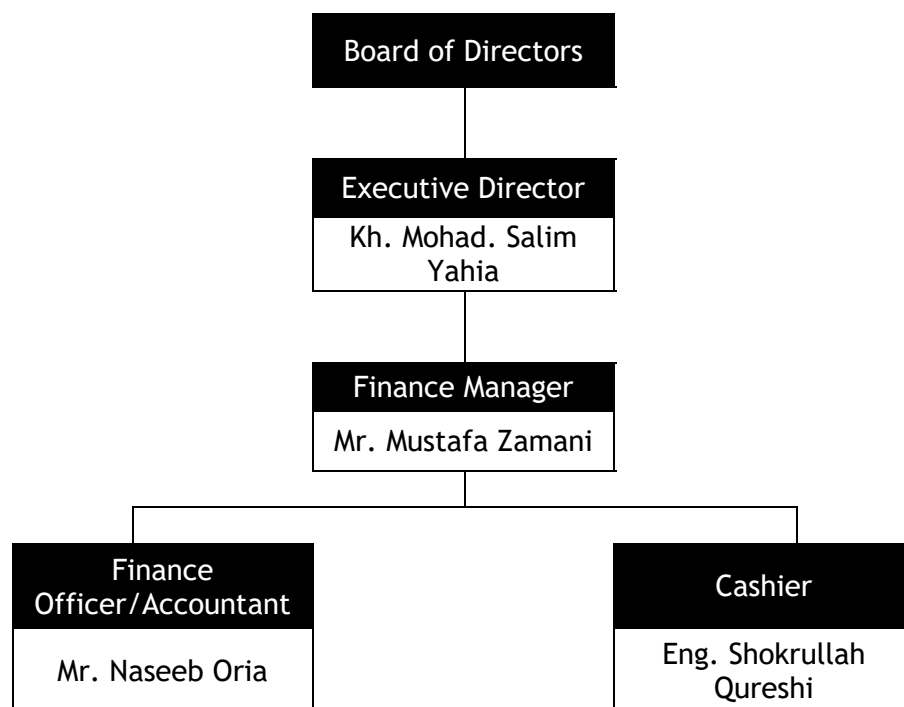 Board of Directors
Executive Director
Kh. Mohad. Salim
Yahia
Finance Manager
Mr. Mustafa Zamani
Finance
Officer/Accountant
Mr. Naseeb Oria
Cashier
Eng. Shokrullah
Qureshi